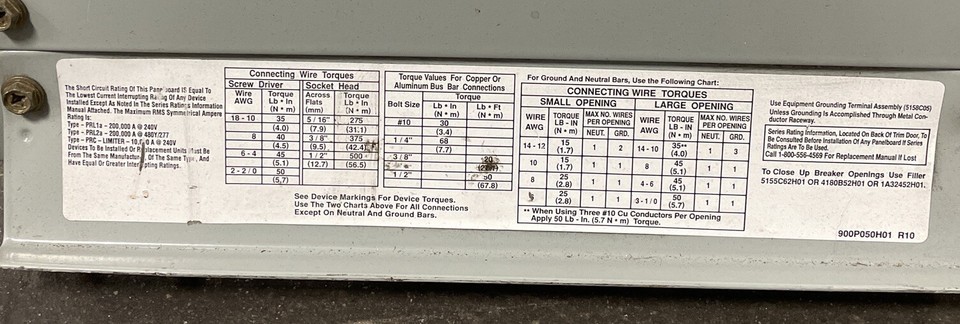 The Short Circuit Rating Of This Panelboard IS Equal To
The Lowest Current Interrupting Rating Of Any Device
Installed Except As Noted In The Series Ratings Information
Manual Attached. The Maximum RMS Symmetrical Ampere
Rating Is:
Type - PRL1a - 200,000 A @ 240V
Type - PRL2a - 200,000 A @ 480Y/277
Type - PRC - LIMITER - 10, A @ 240V
Devices To Be Installed Or Replacement Units Must Be
From The Same Manufacturer, Of The Same Type, And
Have Equal Or Greater Interrupting Ratings.
Connecting Wire Torques
Screw Driver Socket Head
Wire AWG Torque Lb • In (N • m) Across Flats (mm) Torque Lb • In (N • m)
18 - 10 35 (4.0) 5 / 16" 275 (31.1)
(7.9)
8 40 (4.5) 3 / 8" 375 (42.4)
(9.5)
6 - 4 45 (5.1) 1 / 2" 500 (56.5)
(12.7)
2 - 2 / 0 50 (5.7)
Torque Values For Copper Or
Aluminum Bus Bar Connections
Bolt Size Lb • In (N • m) Lb • Ft (N • m)
#10 30 (3.4)
1 / 4" 68 (7.7)
3 / 8" 20
1 / 2" 50 (67.8)
See Device Markings For Device Torques.
Use The Two Charts Above For All Connections
Except On Neutral And Ground Bars.
For Ground And Neutral Bars, Use the Following Chart:
CONNECTING WIRE TORQUES
SMALL OPENING LARGE OPENING
WIRE AWG TORQUE LB - IN (N • m) MAX NO. WIRES PER OPENING NEUT. GRD. WIRE AWG TORQUE LB - IN (N • m) MAX NO. WIRES PER OPENING NEUT. GRD.
14 - 12 15 (1.7) 1 2 14 - 10 35** (4.0) 1 3
10 15 (1.7) 1 1 8 45 (5.1) 1 1
8 25 (2.8) 1 1 4 - 6 45 (5.1) 1 1
25 (2.8) 1 1 3 - 1 / 0 50 (5.7) 1 1
** When Using Three #10 Cu Conductors Per Opening
Apply 50 Lb - In. (5.7 N • m) Torque.
Use Equipment Grounding Terminal Assembly (5158C05)
Unless Grounding Is Accomplished Through Metal Con-
ductor Raceway.
Series Rating Information, Located On Back Of Trim Door, To
Be Consulted Before Installation Of Any Panelboard If Series
Ratings Are To Be Used.
Call 1-800-556-4569 For Replacement Manual If Lost
To Close Up Breaker Openings Use Filler
5155C62H01 OR 4180B52H01 OR 1A32452H01.
900P050H01 R10